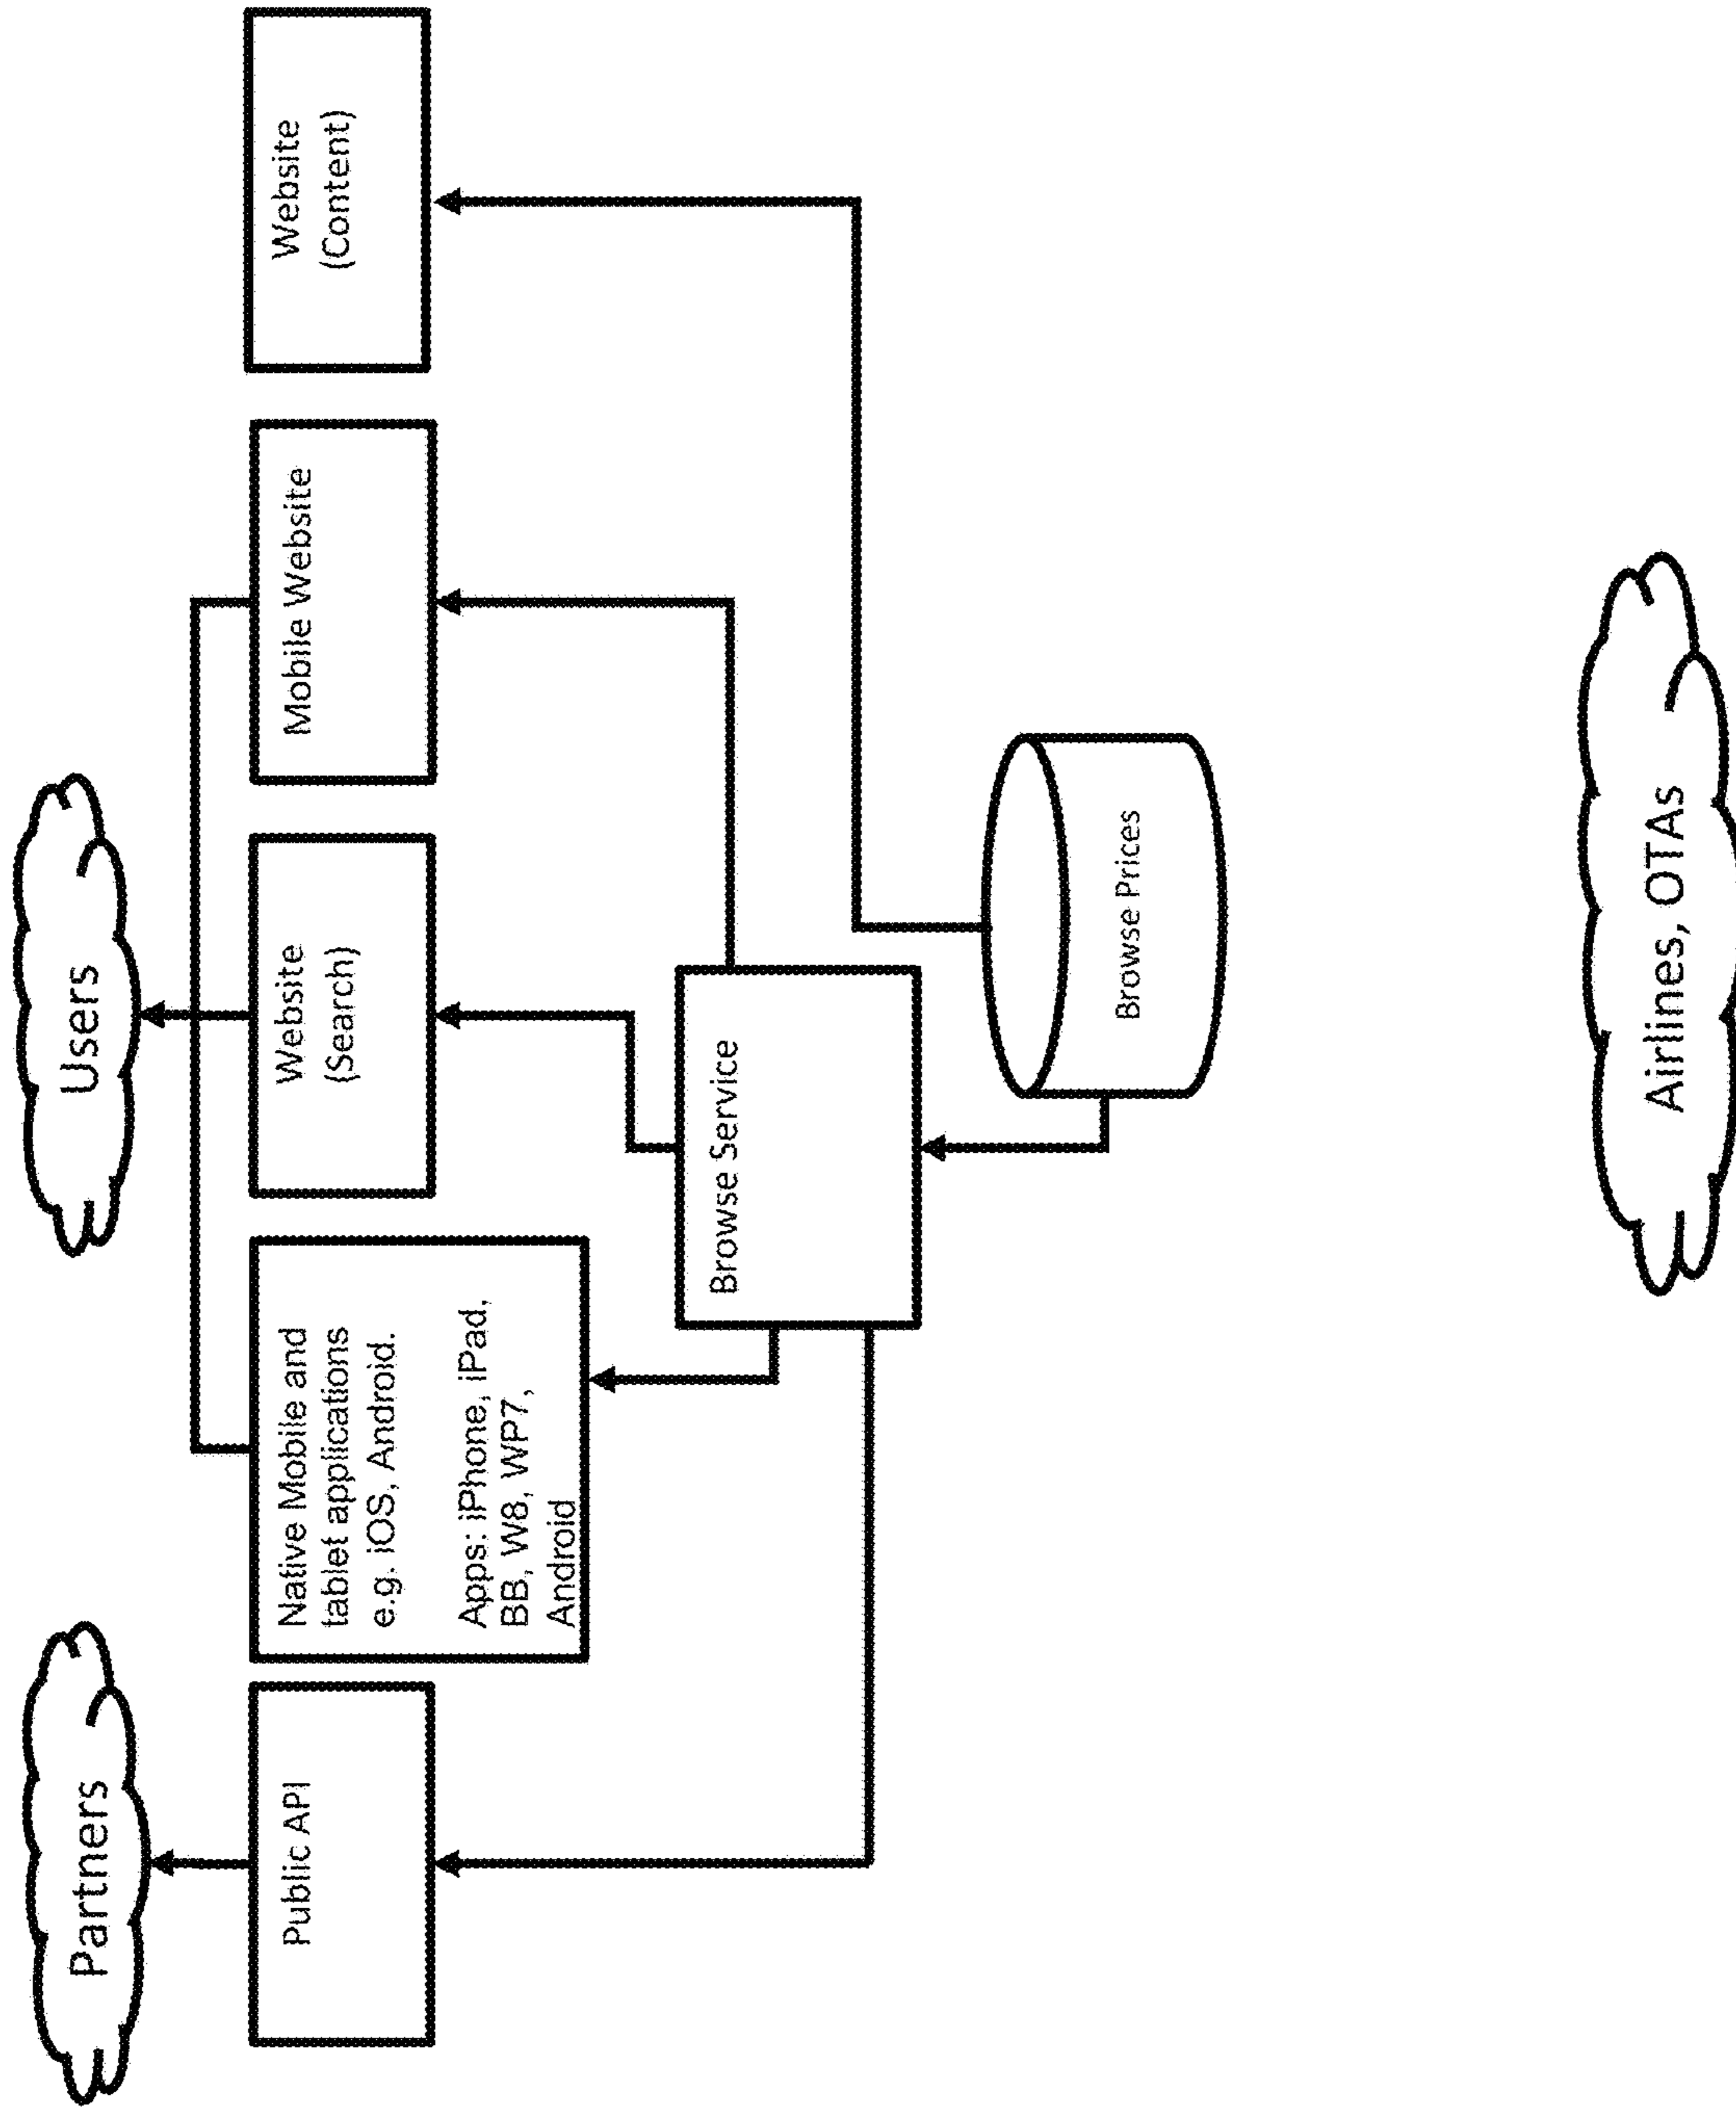 Partners
Users
Public API
Native Mobile and
tablet applications
e.g. iOS, Android.
Apps: iPhone, iPad,
BB, W8, WP7,
Android
Website
(Search)
Mobile Website
Website
(Content)
Browse Service
Browse Prices
Airlines, OTAs